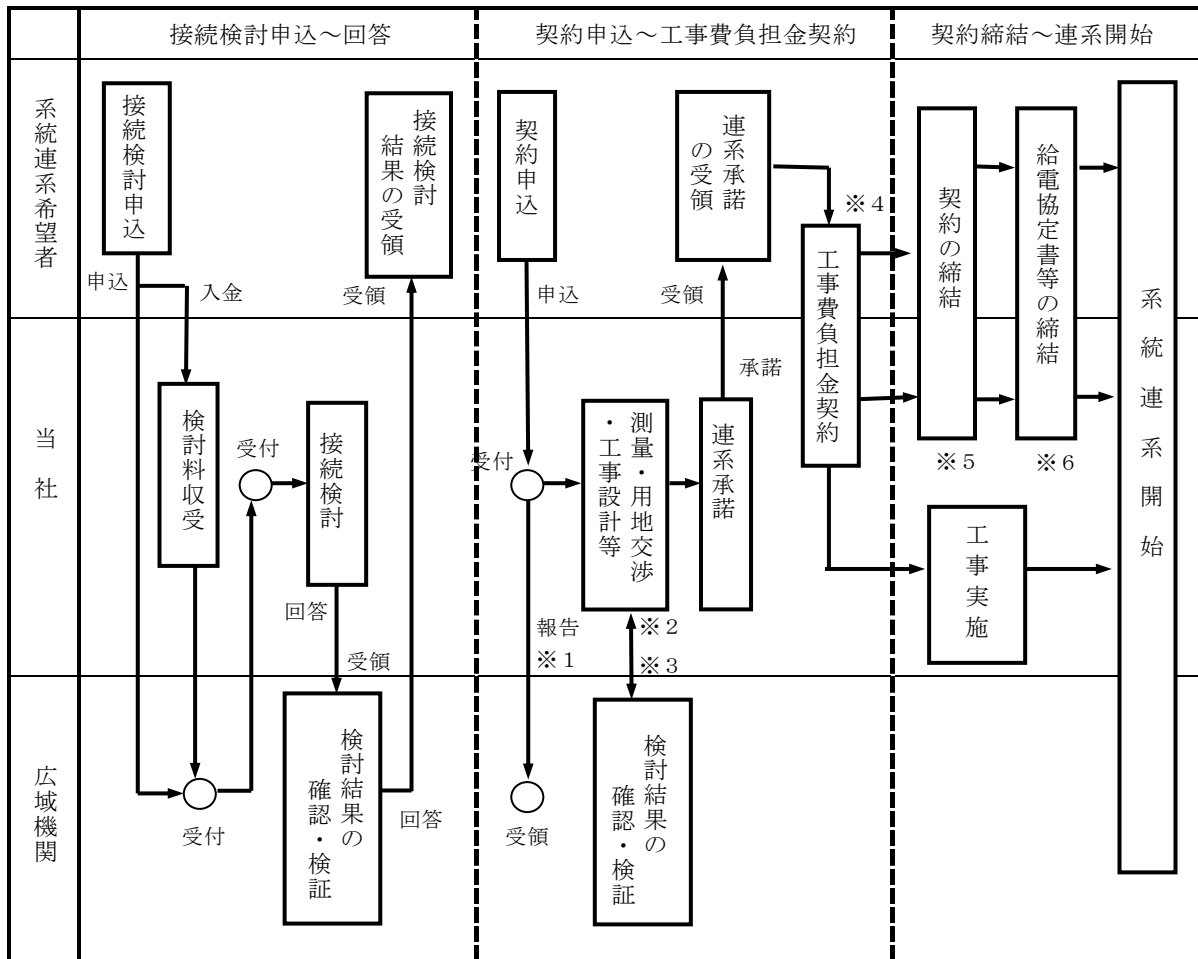 接続検討申込～回答
契約申込～工事費負担金契約
契約締結～連系開始
系統連系希望者
接続検討申込
申込
入金
接続検討
結果の受領
受領
契約申込
申込
連系承諾
の受領
受領
※４
工事費負担金契約
契約の締結
給電協定書等の締結
系統連系開始
当社
検討料収受
受付
接続検討
回答
受領
受付
測量・用地交渉
・工事設計等
承諾
連系承諾
報告
※１
※２
※３
※５
※６
工事実施
広域機関
受付
検討結果の
確認・検証
回答
受領
検討結果の
確認・検証